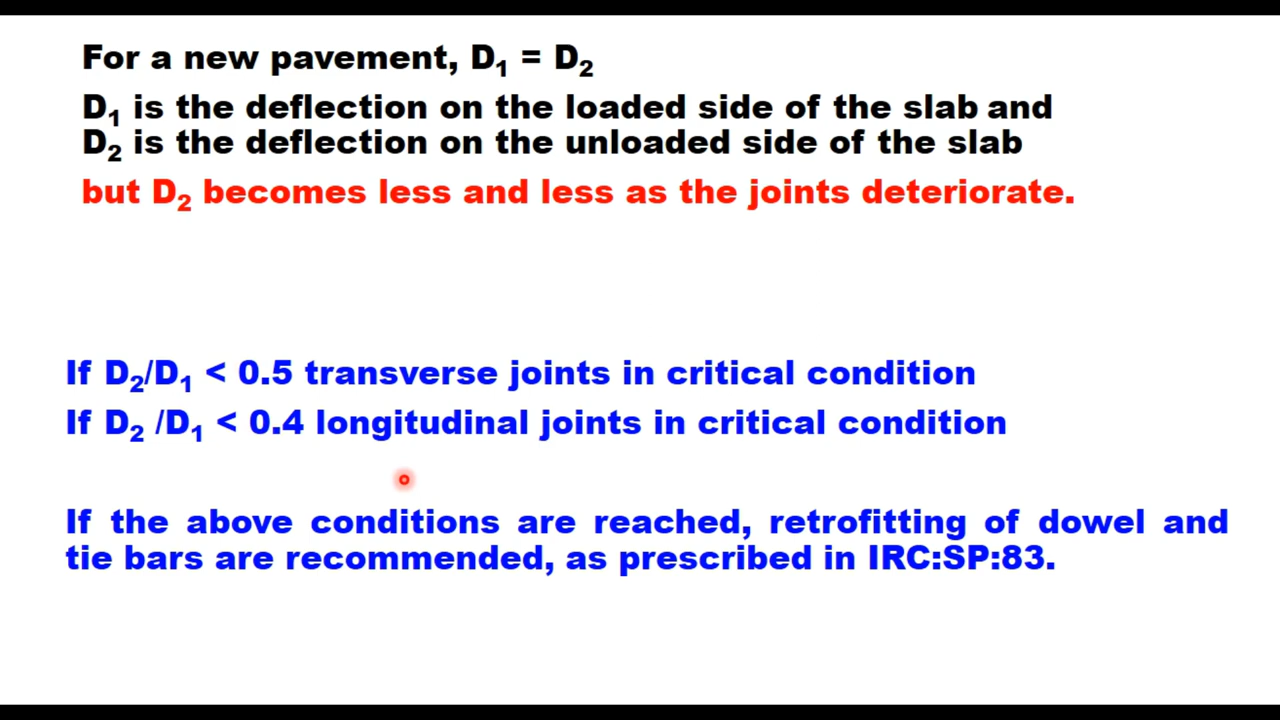 For a new pavement, D₁ = D₂
D₁ is the deflection on the loaded side of the slab and
D₂ is the deflection on the unloaded side of the slab
but D₂ becomes less and less as the joints deteriorate.
If D₂/D₁ < 0.5 transverse joints in critical condition
If D₂ /D₁ < 0.4 longitudinal joints in critical condition
If the above conditions are reached, retrofitting of dowel and
tie bars are recommended, as prescribed in IRC:SP:83.